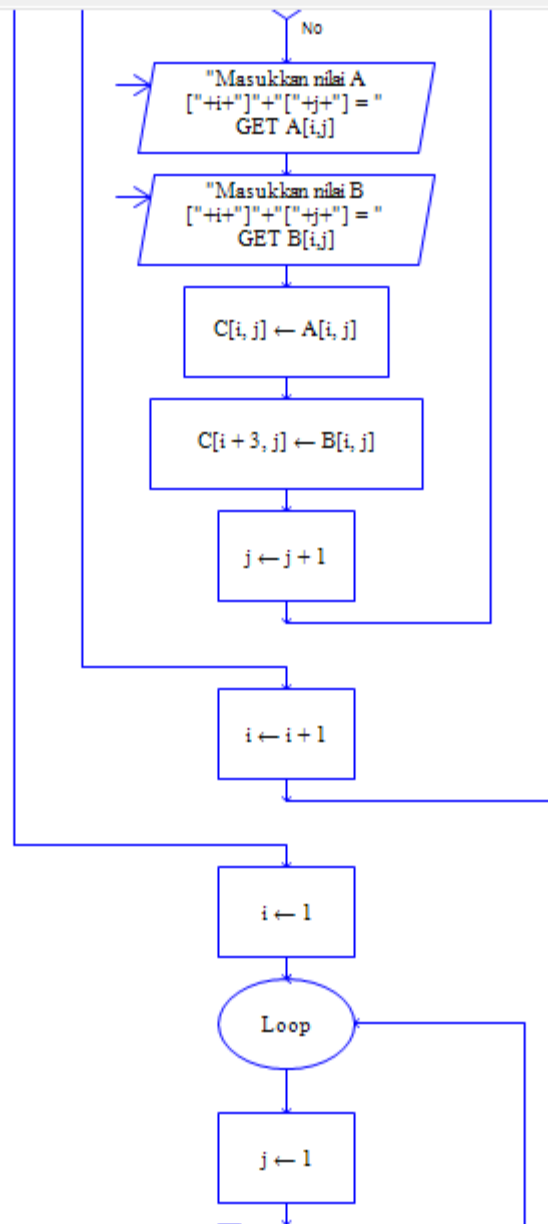 No
"Masukkan nilai A
["+i+"]"+"["+j+"] = "
GET A[i,j]
"Masukkan nilai B
["+i+"]"+"["+j+"] = "
GET B[i,j]
C[i, j] ← A[i, j]
C[i + 3, j] ← B[i, j]
j ← j + 1
i ← i + 1
i ← 1
Loop
j ← 1